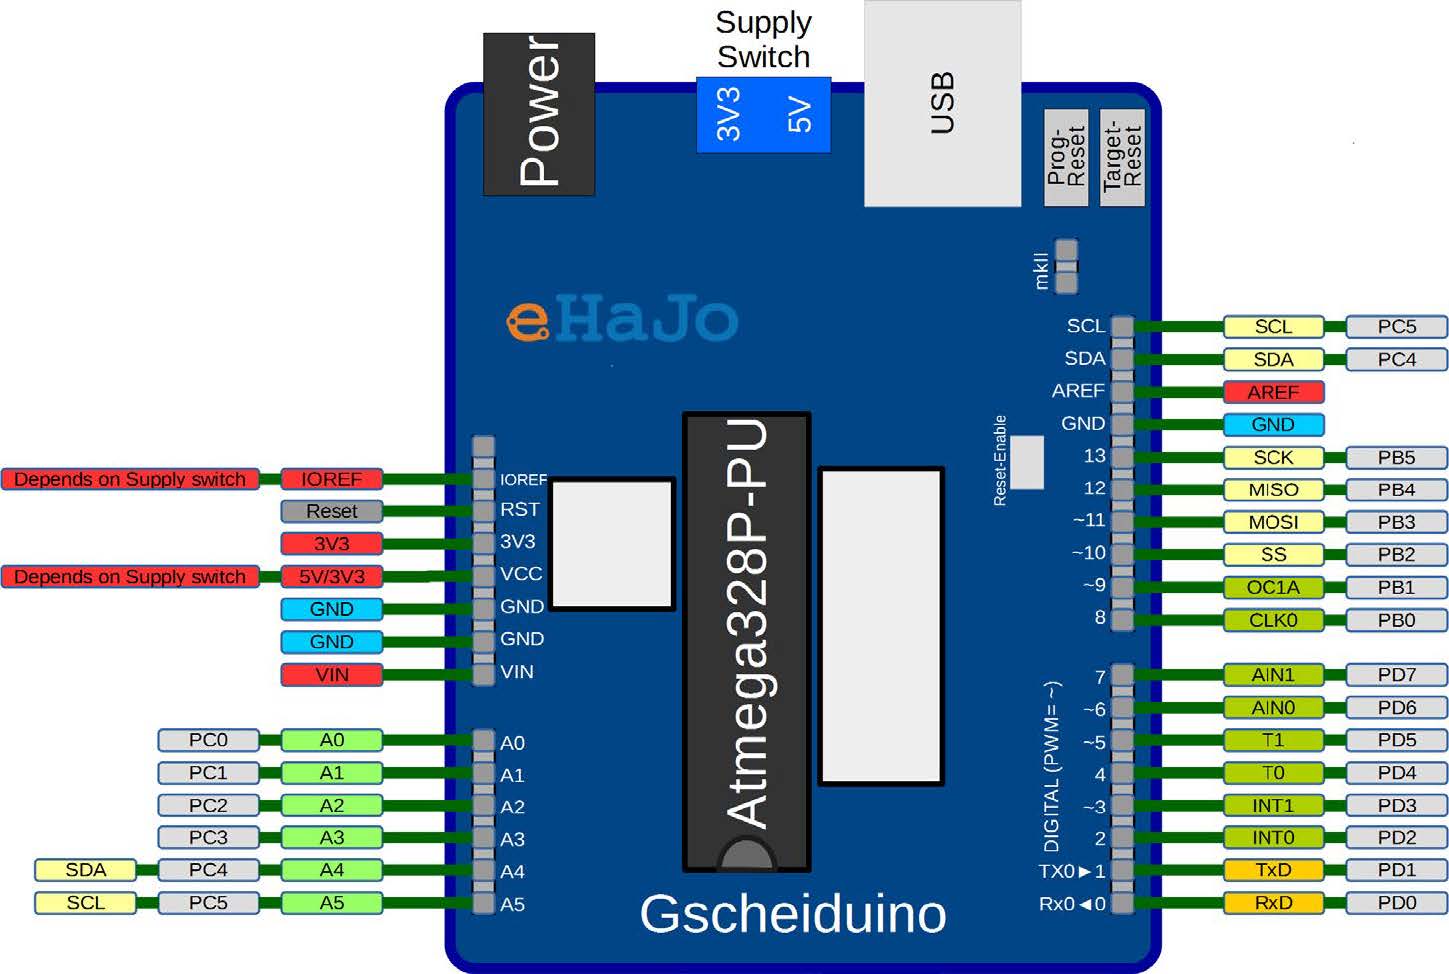 Supply
Switch
Power
3V3
5V
USB
Prog-
Reset
Target-
Reset
mkII
eHaJo
SCL SCL PC5
SDA SDA PC4
AREF AREF
GND GND
13 SCK PB5
12 MISO PB4
~11 MOSI PB3
~10 SS PB2
~9 OC1A PB1
8 CLK0 PB0
Reset-Enable
Depends on Supply switch IOREF IOREF
Reset RST
3V3 3V3
Depends on Supply switch 5V/3V3 VCC
GND GND
GND GND
VIN VIN
Atmega328P-PU
DIGITAL (PWM= ~)
7 AIN1 PD7
~6 AIN0 PD6
~5 T1 PD5
4 T0 PD4
~3 INT1 PD3
2 INT0 PD2
TX0►1 TxD PD1
Rx0◄0 RxD PD0
PC0 A0 A0
PC1 A1 A1
PC2 A2 A2
PC3 A3 A3
SDA PC4 A4 A4
SCL PC5 A5 A5
Gscheiduino